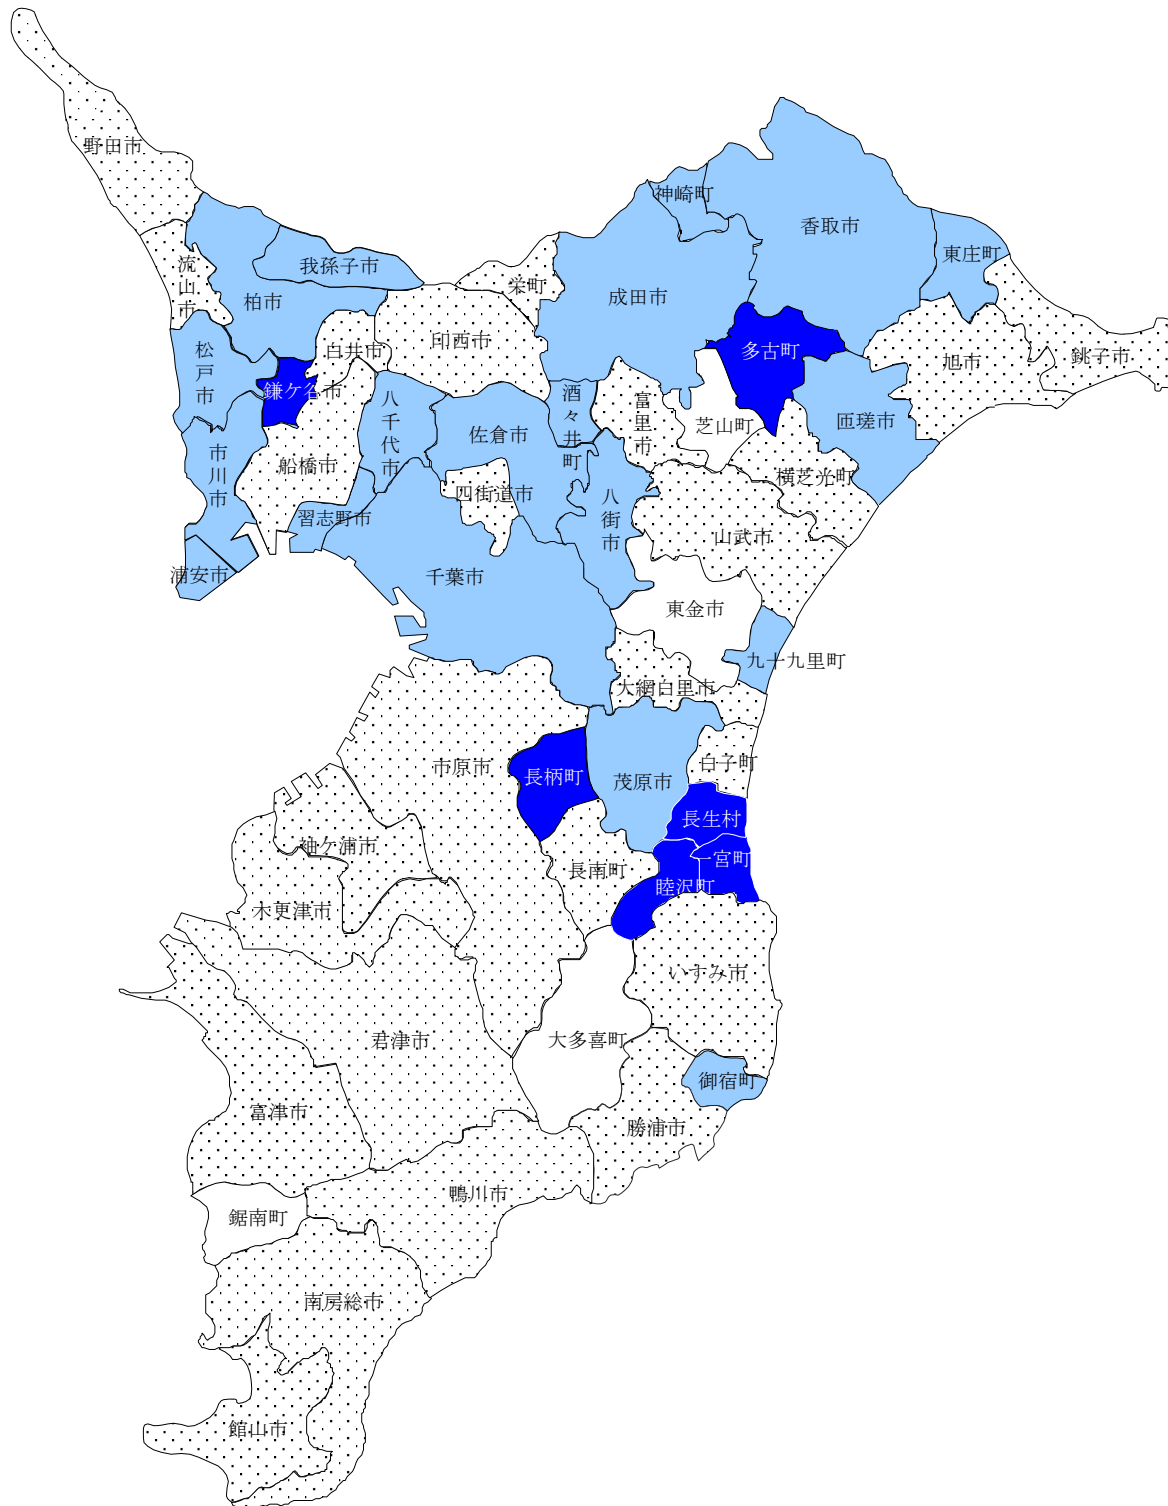 野田市
神崎町
香取市
東庄町
流山市
我孫子市
柏市
栄町
成田市
印西市
白井市
松戸市
多古町
旭市
銚子市
鎌ケ谷市
八千代市
酒々井町
富里市
芝山町
匝瑳市
佐倉市
市川市
船橋市
横芝光町
四街道市
八街市
習志野市
山武市
浦安市
千葉市
東金市
九十九里町
大網白里市
市原市
長柄町
茂原市
白子町
長生村
袖ケ浦市
一宮町
長南町
睦沢町
木更津市
いすみ市
君津市
大多喜町
御宿町
富津市
勝浦市
鴨川市
鋸南町
南房総市
館山市